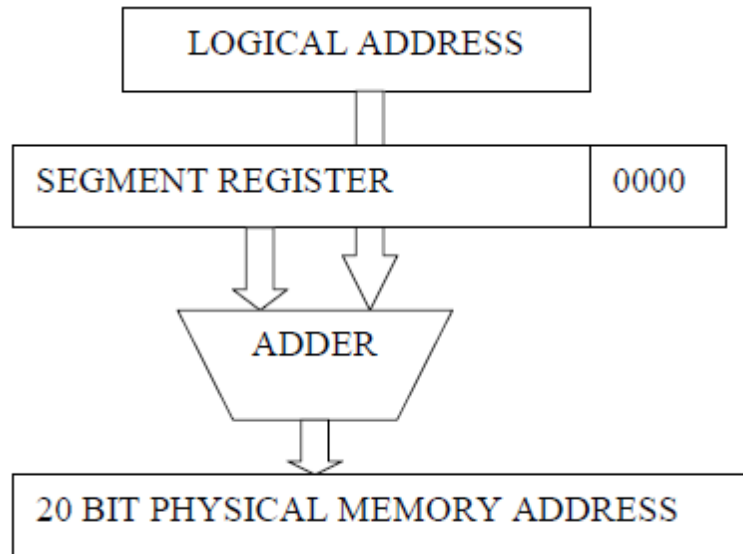 LOGICAL ADDRESS
SEGMENT REGISTER 0000
ADDER
20 BIT PHYSICAL MEMORY ADDRESS